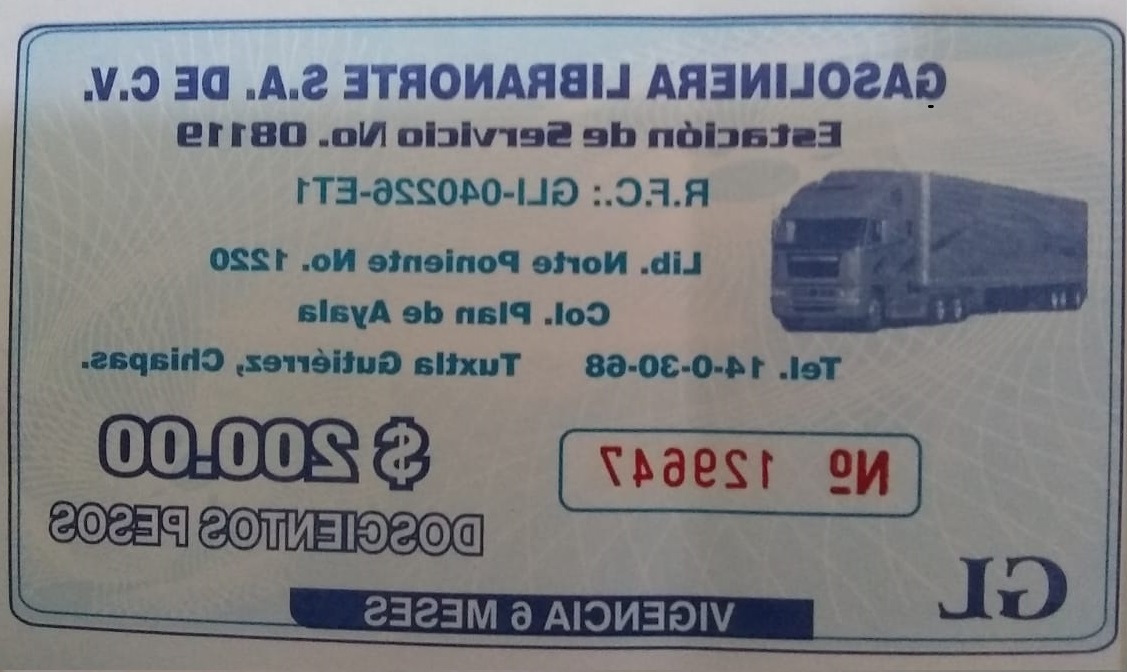 GASOLINERA LIBRANORTE S.A. DE C.V.
Estación de Servicio No. 08119
R.F.C.: GLI-040226-ET1
Lib. Norte Poniente No. 1220
Col. Plan de Ayala
Tel. 14-0-30-68 Tuxtla Gutiérrez, Chiapas.
Nº 129647 $ 200.00
DOSCIENTOS PESOS
GL
VIGENCIA 6 MESES